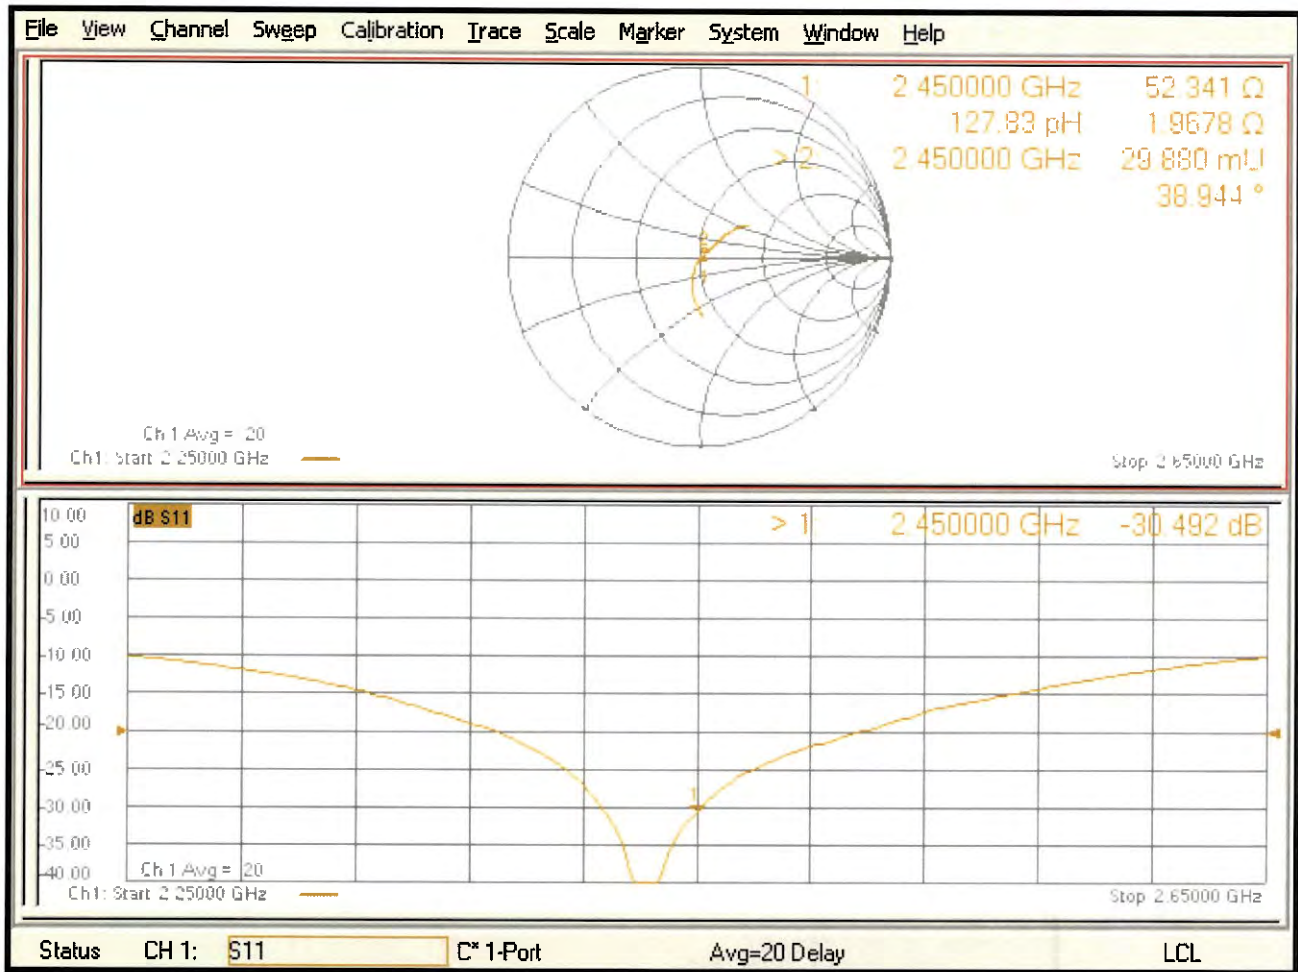 File View Channel Sweep Calibration Trace Scale Marker System Window Help
1: 2.450000 GHz 52.341 Ω
127.83 pH 1.9678 Ω
> 2: 2.450000 GHz 29.880 mU
38.944 °
Ch 1 Avg = 20
Ch1: Start 2.25000 GHz
Stop 2.65000 GHz
10.00
dB S11
> 1: 2.450000 GHz -30.492 dB
5.00
0.00
-5.00
-10.00
-15.00
-20.00
-25.00
-30.00
1
-35.00
-40.00
Ch 1 Avg = 20
Ch1: Start 2.25000 GHz
Stop 2.65000 GHz
Status CH 1: S11 C* 1-Port Avg=20 Delay LCL